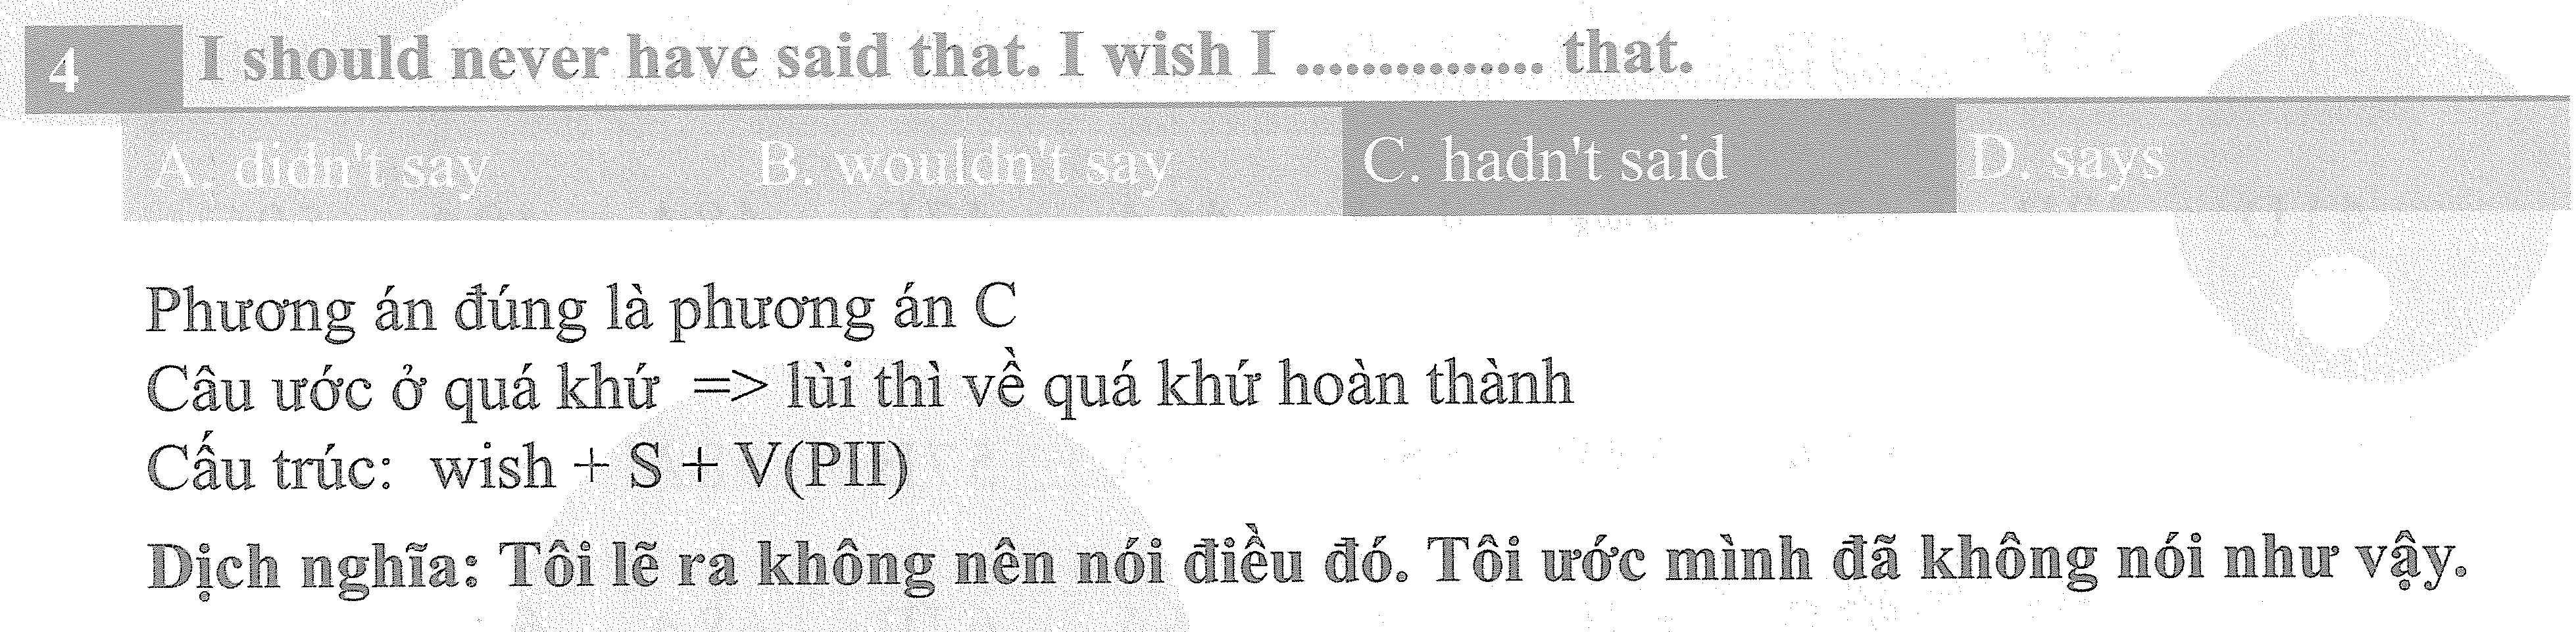 4 I should never have said that. I wish I ............... that.
A. didn't say B. wouldn't say C. hadn't said D. says
Phương án đúng là phương án C
Câu ước ở quá khứ => lùi thì về quá khứ hoàn thành
Cấu trúc: wish + S + V(PII)
Dịch nghĩa: Tôi lẽ ra không nên nói điều đó. Tôi ước mình đã không nói như vậy.